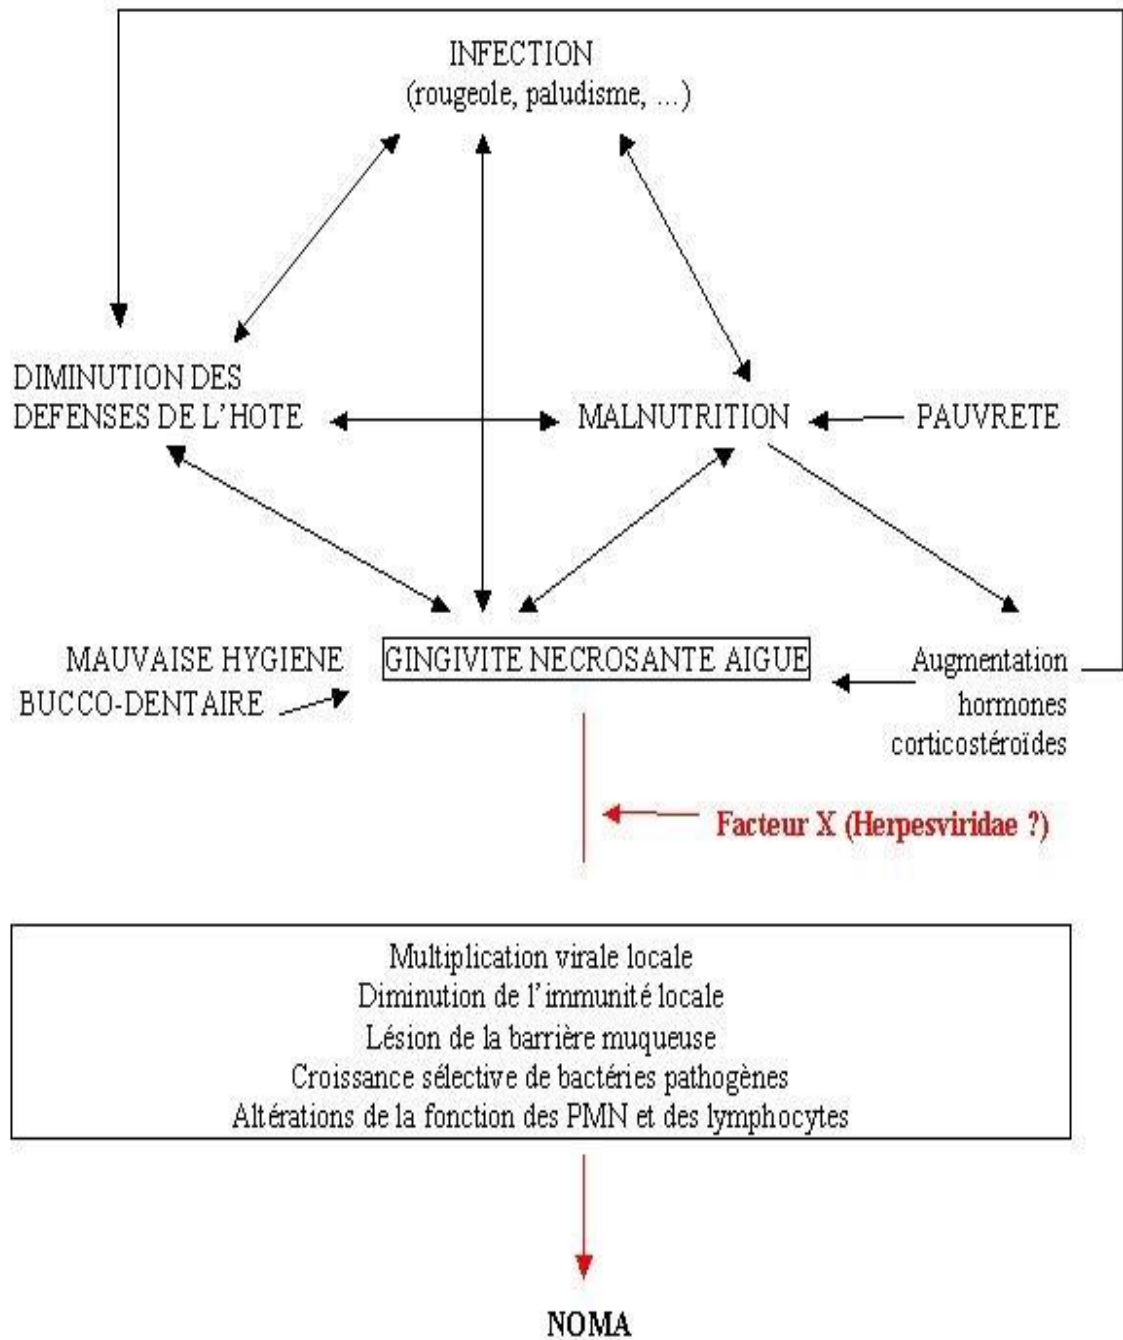 INFECTION
(rougeole, paludisme, ...)
DIMINUTION DES
DEFENSES DE L'HOTE
MALNUTRITION
PAUVRETE
MAUVAISE HYGIENE
BUCCO-DENTAIRE
GINGIVITE NECROSANTE AIGUE
Augmentation
hormones
corticostéroïdes
Facteur X (Herpesviridae ?)
Multiplication virale locale
Diminution de l'immunité locale
Lésion de la barrière muqueuse
Croissance sélective de bactéries pathogènes
Altérations de la fonction des PMN et des lymphocytes
NOMA